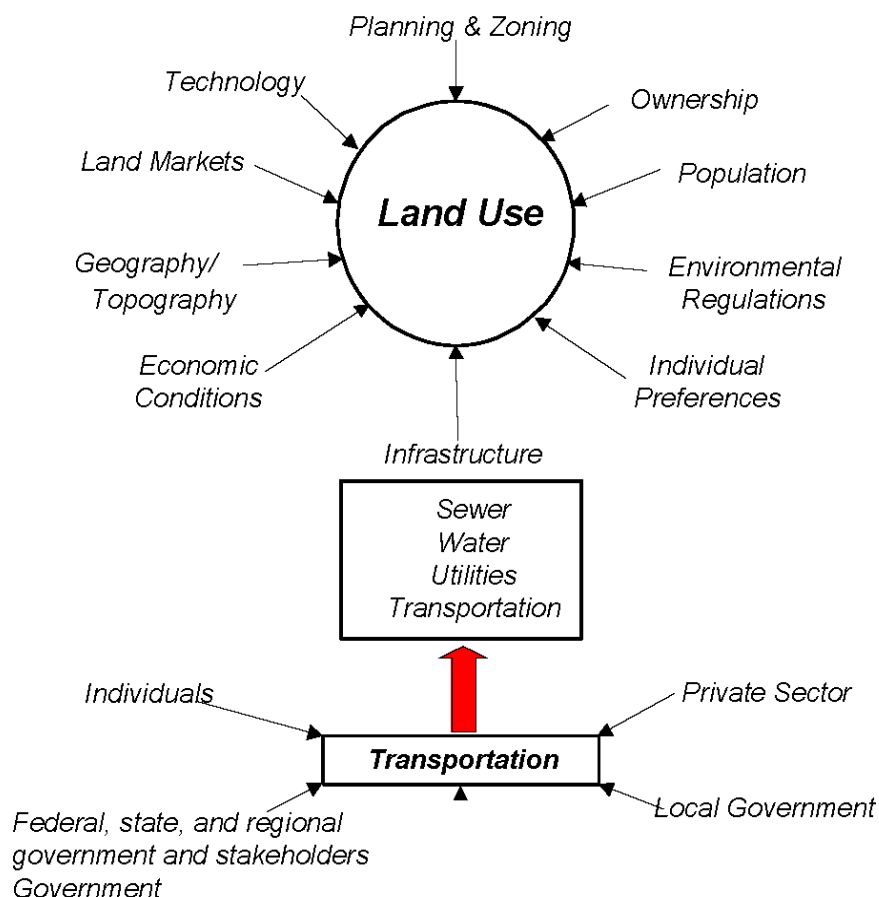 Planning & Zoning
Technology
Ownership
Land Markets
Population
Land Use
Geography/
Topography
Environmental
Regulations
Economic
Conditions
Individual
Preferences
Infrastructure
Sewer
Water
Utilities
Transportation
Individuals
Private Sector
Transportation
Local Government
Federal, state, and regional
government and stakeholders
Government